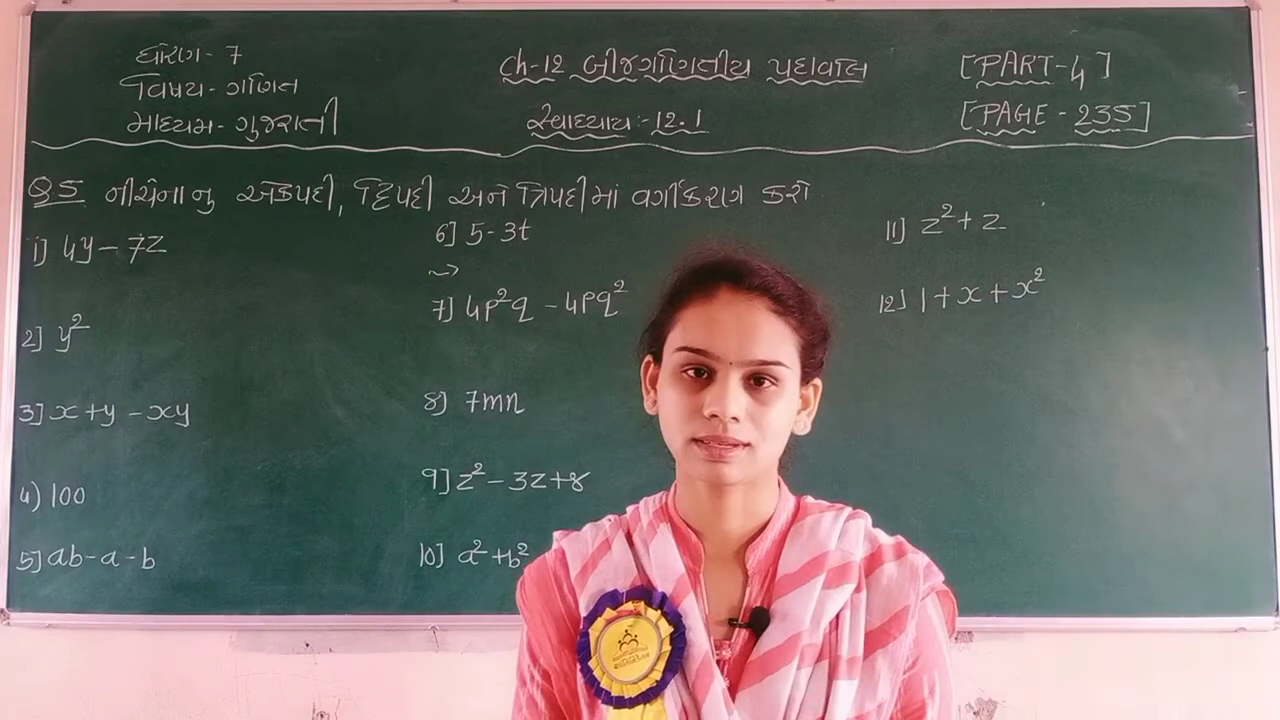 ધોરણ- 7
વિષય- ગણિત
માધ્યમ- ગુજરાતી
Ch-12 બીજગણિતીય પદાવલિ
સ્વાધ્યાય:-12.1
[PART-4]
[PAGE - 235]
Q 5 નીચેનાનુ એકપદી, દ્વિપદી અને ત્રિપદીમાં વર્ગીકરણ કરો
1) 4y - 7z
2] y²
3] x + y - xy
4) 100
5] ab - a - b
6] 5 - 3t
7] 4p²q - 4pq²
8) 7mn
9] z² - 3z + 8
10] a² + b²
11] z² + z
12] 1 + x + x²